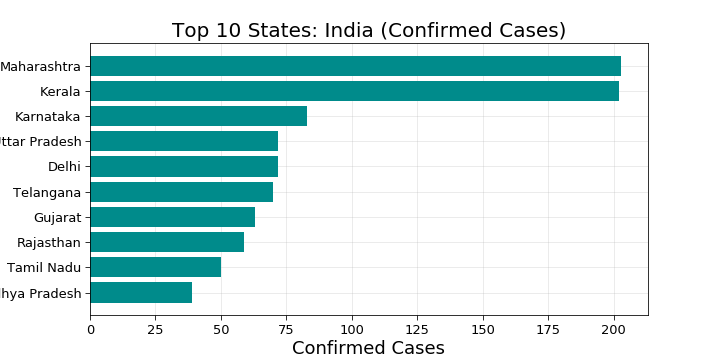 Top 10 States: India (Confirmed Cases)
Maharashtra
Kerala
Karnataka
ttar Pradesh
Delhi
Telangana
Gujarat
Rajasthan
Tamil Nadu
hya Pradesh
0 25 50 75 100 125 150 175 200
Confirmed Cases